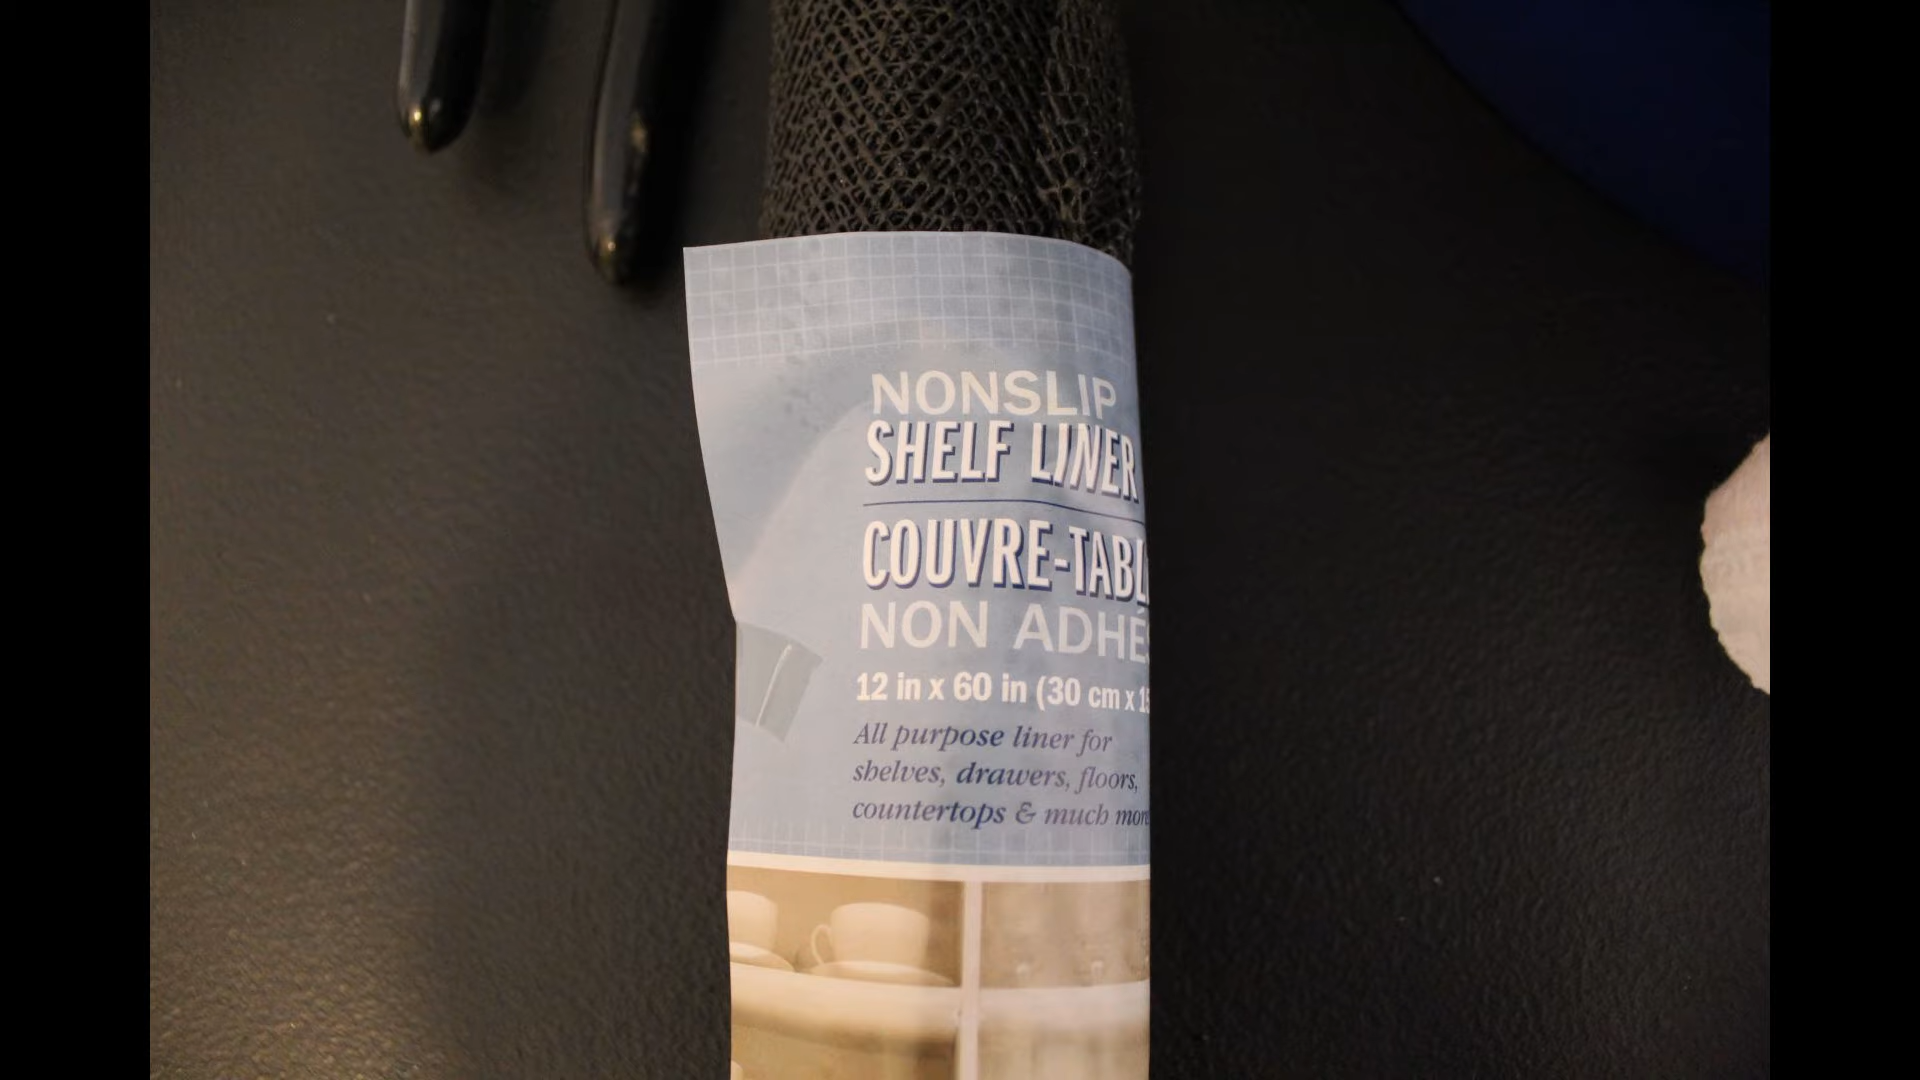 NONSLIP
SHELF LINER
COUVRE-TABL
NON ADHÉ
12 in x 60 in (30 cm x 15
All purpose liner for
shelves, drawers, floors,
countertops & much more